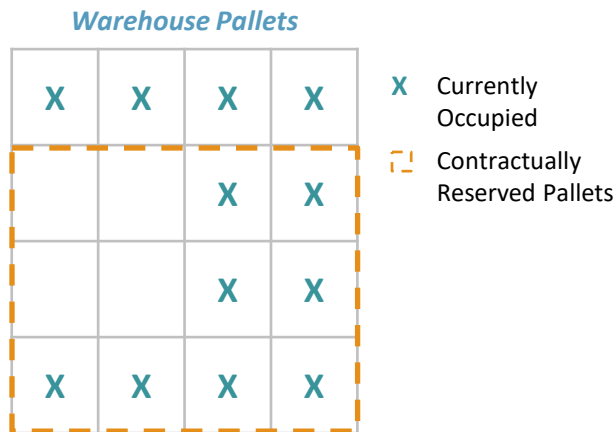 Warehouse Pallets
X X X X
X X
X X
X X X X
X Currently
Occupied
Contractually
Reserved Pallets